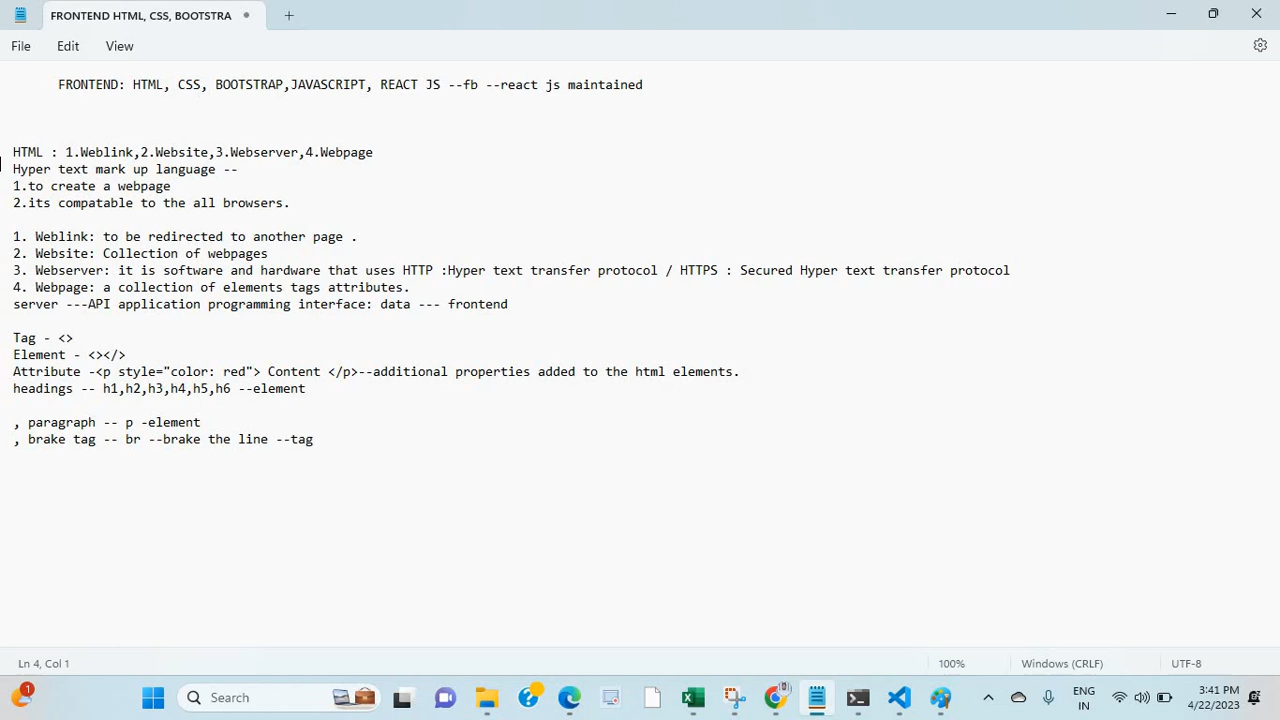 FRONTEND HTML, CSS, BOOTSTRA
File Edit View
FRONTEND: HTML, CSS, BOOTSTRAP,JAVASCRIPT, REACT JS --fb --react js maintained
HTML : 1.Weblink,2.Website,3.Webserver,4.Webpage
Hyper text mark up language --
1.to create a webpage
2.its compatable to the all browsers.
1. Weblink: to be redirected to another page .
2. Website: Collection of webpages
3. Webserver: it is software and hardware that uses HTTP :Hyper text transfer protocol / HTTPS : Secured Hyper text transfer protocol
4. Webpage: a collection of elements tags attributes.
server ---API application programming interface: data --- frontend
Tag - <>
Element - <></>
Attribute -<p style="color: red"> Content </p>--additional properties added to the html elements.
headings -- h1,h2,h3,h4,h5,h6 --element
, paragraph -- p -element
, brake tag -- br --brake the line --tag
Ln 4, Col 1 100% Windows (CRLF) UTF-8
1 Search ENG IN 3:41 PM 4/22/2023